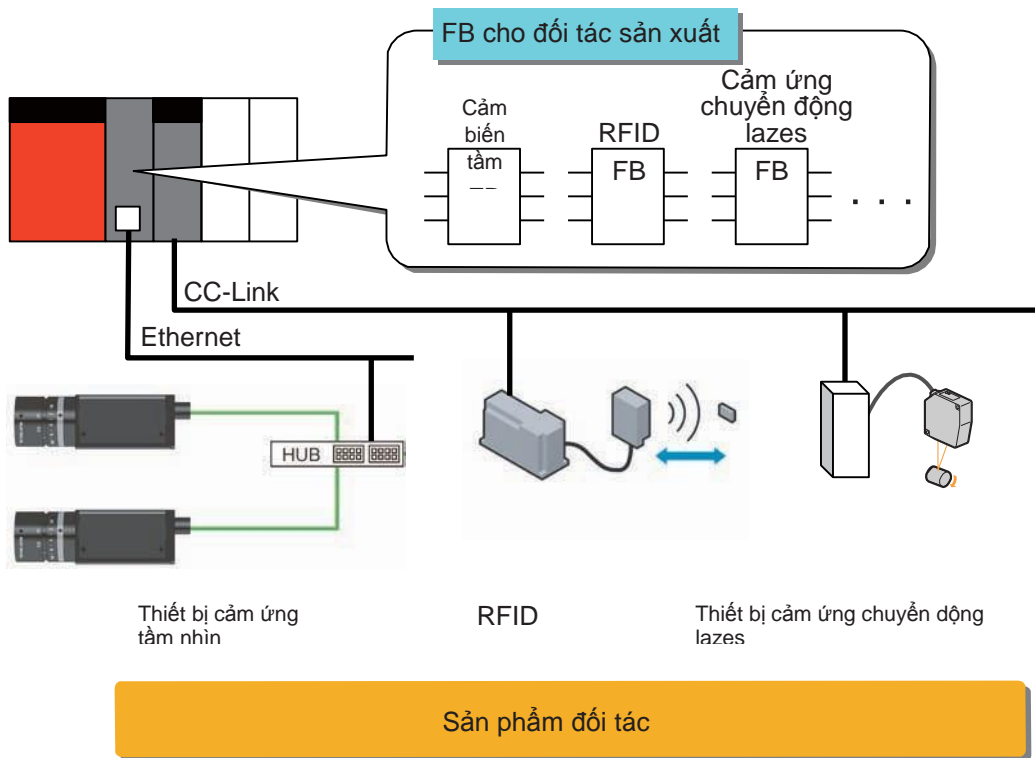 FB cho đối tác sản xuất
Cảm
biến
tầm
RFID
FB
Cảm ứng
chuyển động
lazes
FB
. . .
CC-Link
Ethernet
HUB
Thiết bị cảm ứng
tầm nhìn
RFID
Thiết bị cảm ứng chuyển dộng
lazes
Sản phẩm đối tác